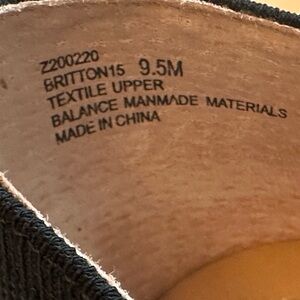 Z200220
BRITTON15 9.5M
TEXTILE UPPER
BALANCE MANMADE MATERIALS
MADE IN CHINA